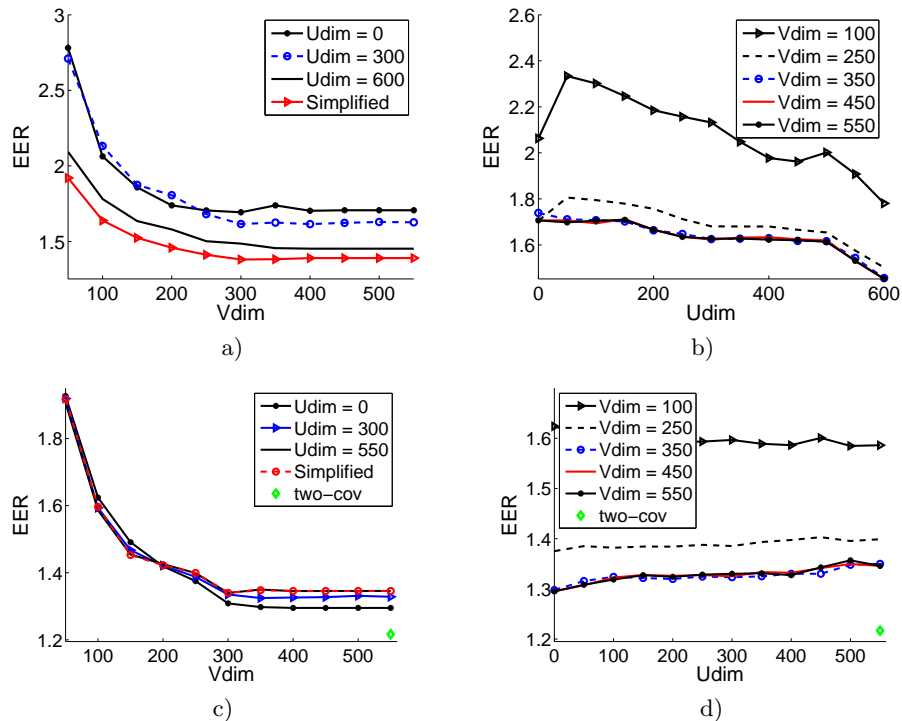 3
2.5
2
1.5
EER
Udim = 0
Udim = 300
Udim = 600
Simplified
100 200 300 400 500
Vdim
a)
2.6
2.4
2.2
2
1.8
1.6
EER
Vdim = 100
Vdim = 250
Vdim = 350
Vdim = 450
Vdim = 550
0 200 400 600
Udim
b)
1.8
1.6
1.4
1.2
EER
Udim = 0
Udim = 300
Udim = 550
Simplified
two−cov
100 200 300 400 500
Vdim
c)
1.6
1.4
1.3
1.2
EER
Vdim = 100
Vdim = 250
Vdim = 350
Vdim = 450
Vdim = 550
two−cov
0 100 200 300 400 500
Udim
d)